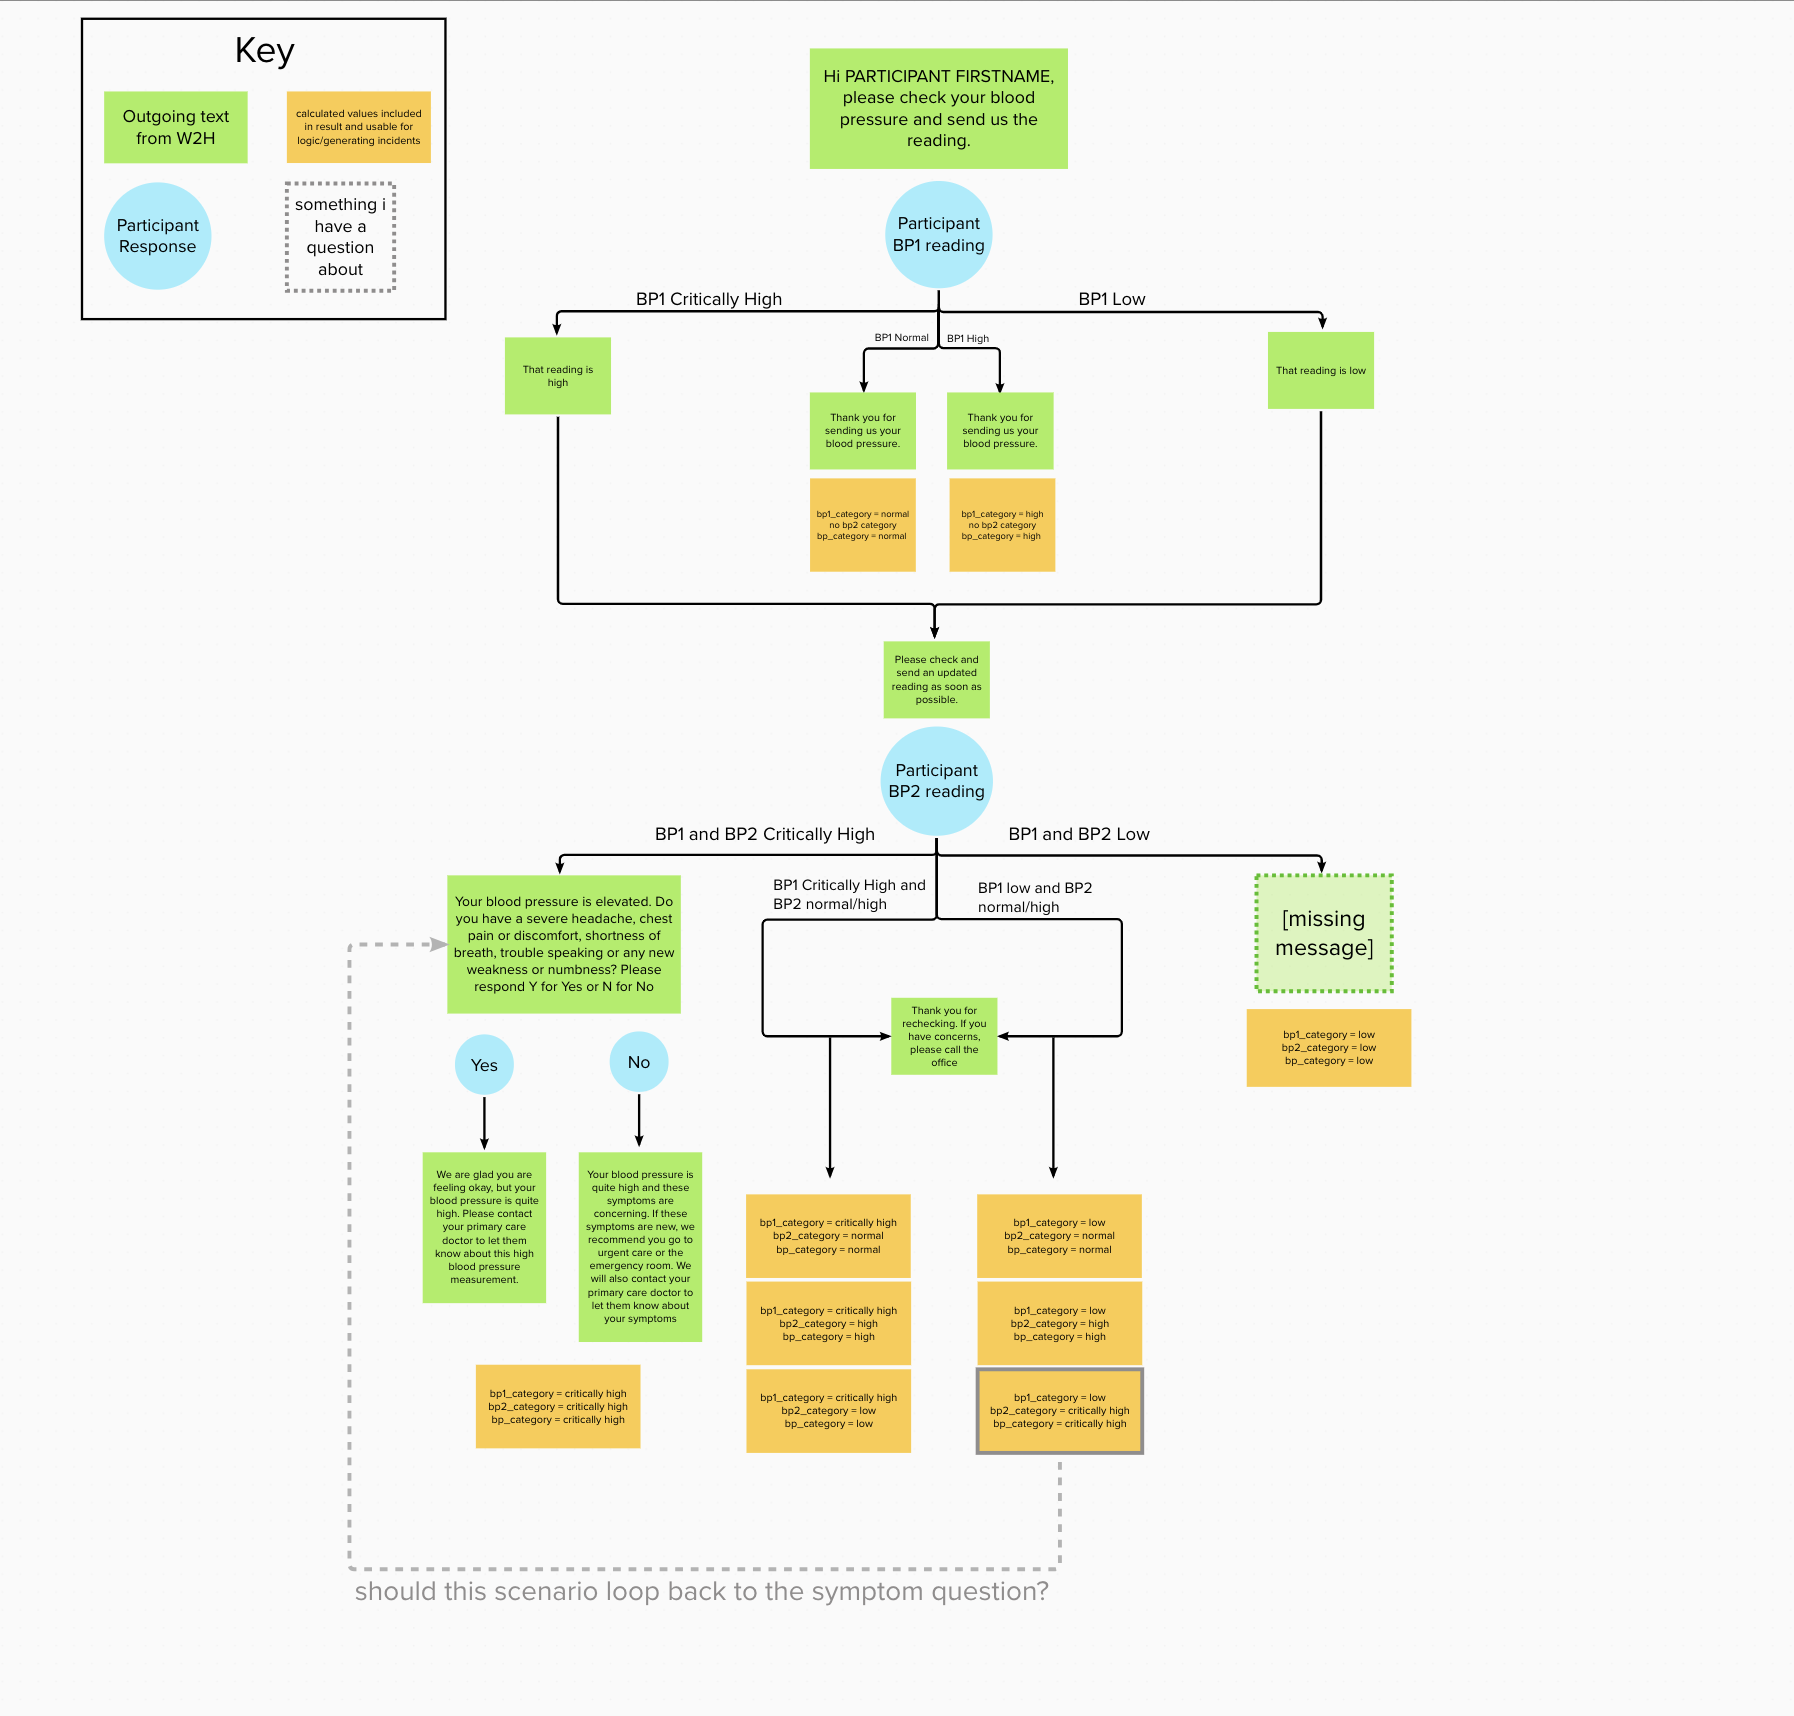 Key
Outgoing text
from W2H
calculated values included
in result and usable for
logic/generating incidents
Participant
Response
something i
have a
question
about
Hi PARTICIPANT FIRSTNAME,
please check your blood
pressure and send us the
reading.
Participant
BP1 reading
BP1 Critically High
BP1 Low
BP1 Normal
BP1 High
That reading is
high
Thank you for
sending us your
blood pressure.
Thank you for
sending us your
blood pressure.
That reading is low
bp1_category = normal
no bp2 category
bp_category = normal
bp1_category = high
no bp2 category
bp_category = high
Please check and
send an updated
reading as soon as
possible.
Participant
BP2 reading
BP1 and BP2 Critically High
BP1 and BP2 Low
BP1 Critically High and
BP2 normal/high
BP1 low and BP2
normal/high
Your blood pressure is elevated. Do
you have a severe headache, chest
pain or discomfort, shortness of
breath, trouble speaking or any new
weakness or numbness? Please
respond Y for Yes or N for No
[missing
message]
Thank you for
rechecking. If you
have concerns,
please call the
office
bp1_category = low
bp2_category = low
bp_category = low
Yes
No
We are glad you are
feeling okay, but your
blood pressure is quite
high. Please contact
your primary care
doctor to let them
know about this high
blood pressure
measurement.
Your blood pressure is
quite high and these
symptoms are
concerning. If these
symptoms are new, we
recommend you go to
urgent care or the
emergency room. We
will also contact your
primary care doctor to
let them know about
your symptoms
bp1_category = critically high
bp2_category = normal
bp_category = normal
bp1_category = low
bp2_category = normal
bp_category = normal
bp1_category = critically high
bp2_category = high
bp_category = high
bp1_category = low
bp2_category = high
bp_category = high
bp1_category = critically high
bp2_category = critically high
bp_category = critically high
bp1_category = critically high
bp2_category = low
bp_category = low
bp1_category = low
bp2_category = critically high
bp_category = critically high
should this scenario loop back to the symptom question?